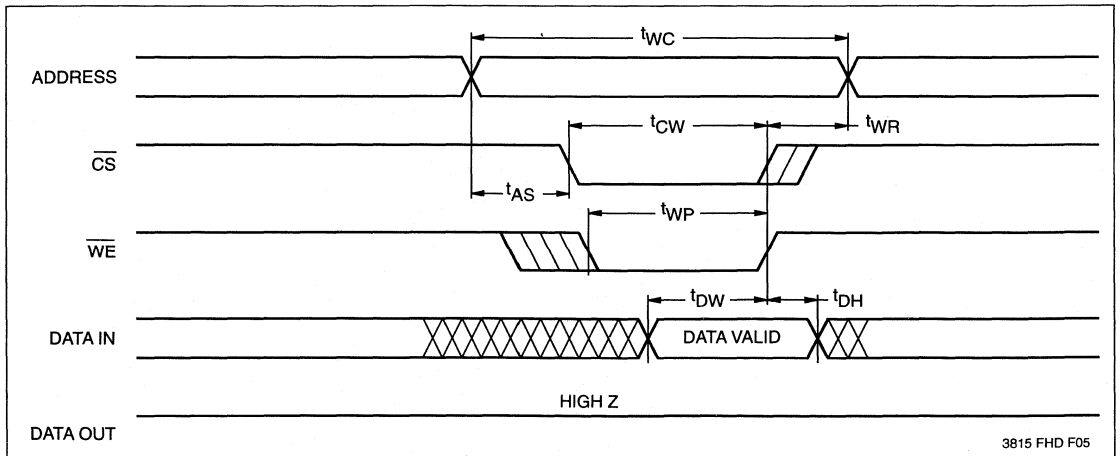 tWC
ADDRESS
tCW
tWR
CS
tAS
tWP
WE
tDW
tDH
DATA IN
DATA VALID
HIGH Z
DATA OUT
3815 FHD F05